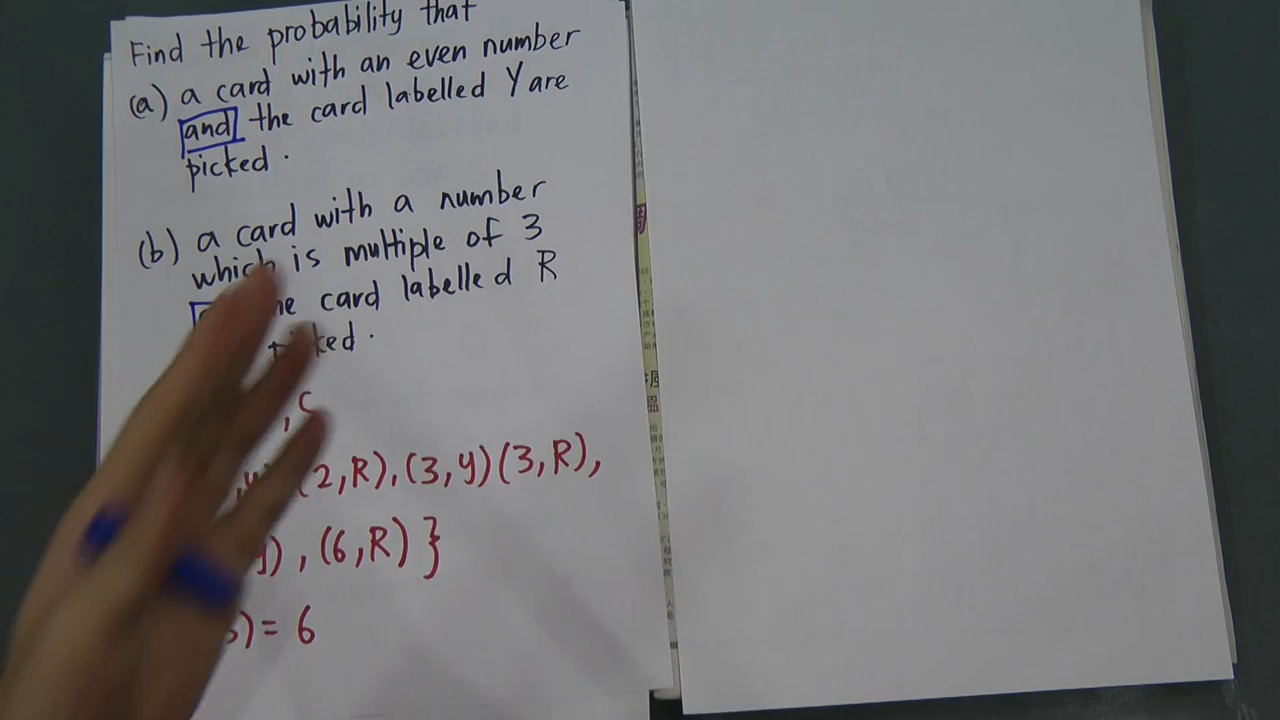 Find the probability that
(a) a card with an even number
and the card labelled Y are
picked.
(b) a card with a number
which is multiple of 3
card labelled R
picked.
(2,R),(3,y)(3,R),
,(6,R)}
)= 6